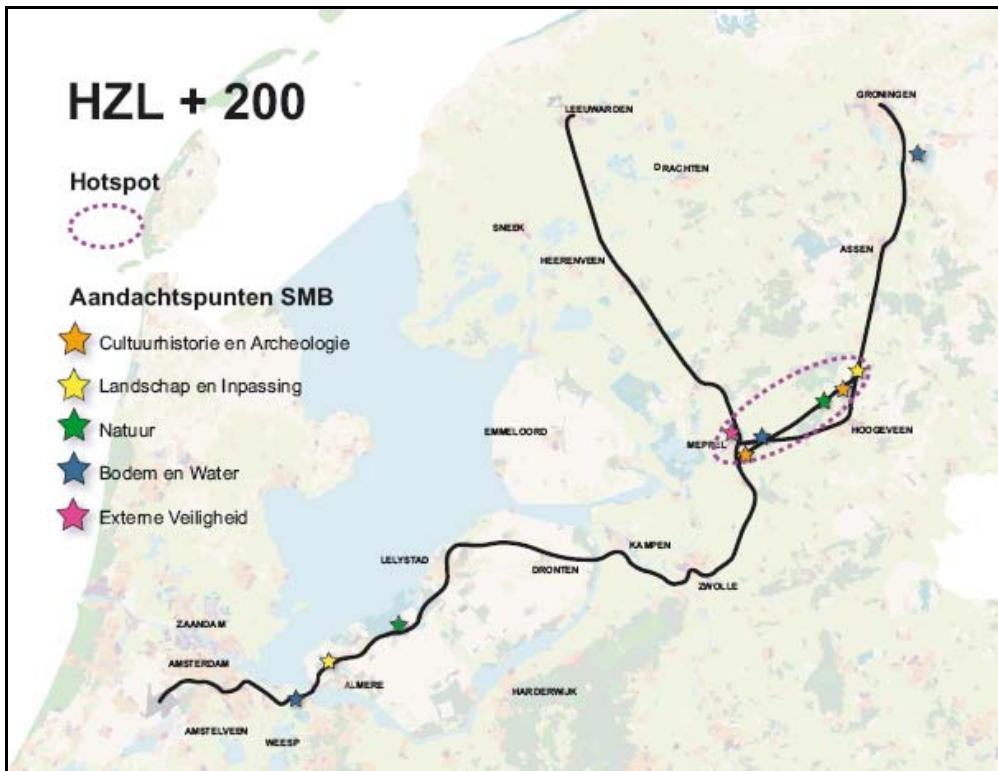 HZL + 200
Hotspot
Aandachtspunten SMB
Cultuurhistorie en Archeologie
Landschap en Inpassing
Natuur
Bodem en Water
Externe Veiligheid
GRONINGEN
LEEUWARDEN
DRACHTEN
SNEEK
ASSEN
HEERENVEEN
EMMELOORD
MEPPEL
HOOGEVEEN
LELYSTAD
KAMPEN
DRONTEN
ZWOLLE
ZAANDAM
AMSTERDAM
ALMERE
HARDERWIJK
AMSTELVEEN
WEESP